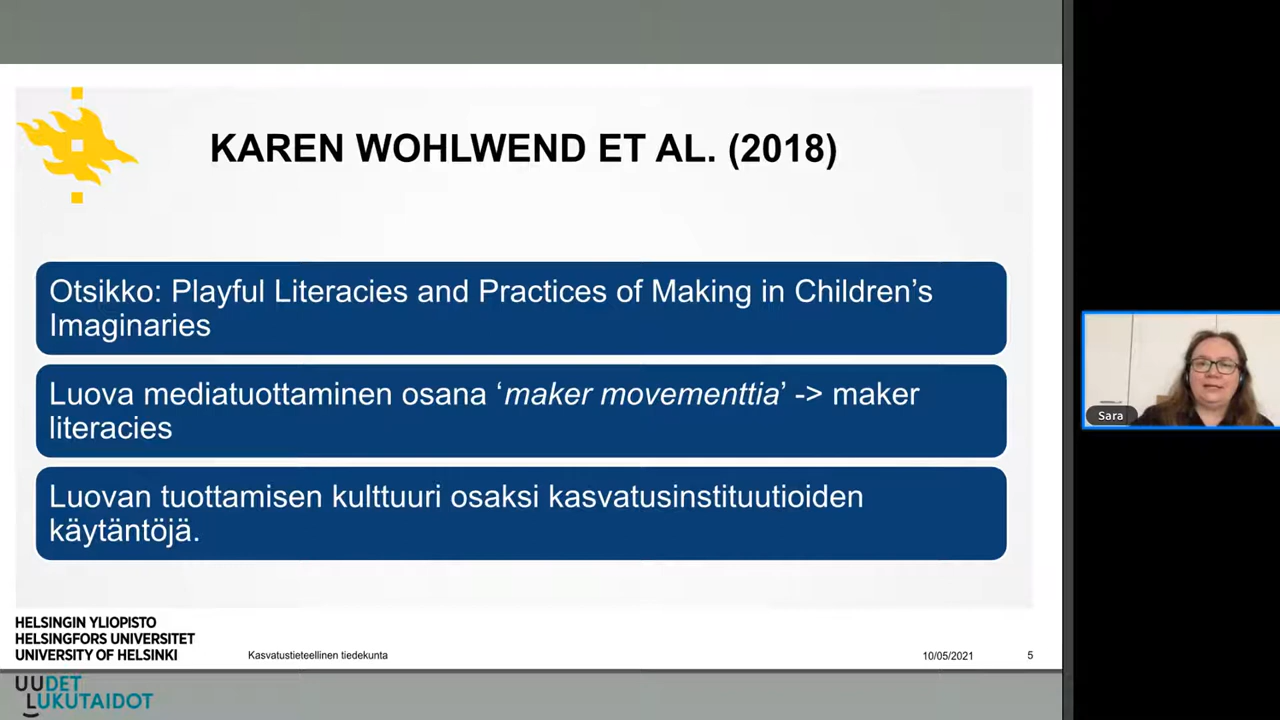 KAREN WOHLWEND ET AL. (2018)
Otsikko: Playful Literacies and Practices of Making in Children’s
Imaginaries
Luova mediatuottaminen osana ‘maker movementtia’ -> maker
literacies
Luovan tuottamisen kulttuuri osaksi kasvatusinstituutioiden
käytäntöjä.
Sara
HELSINGIN YLIOPISTO
HELSINGFORS UNIVERSITET
UNIVERSITY OF HELSINKI
Kasvatustieteellinen tiedekunta
10/05/2021
5
UUDET
LUKUTAIDOT